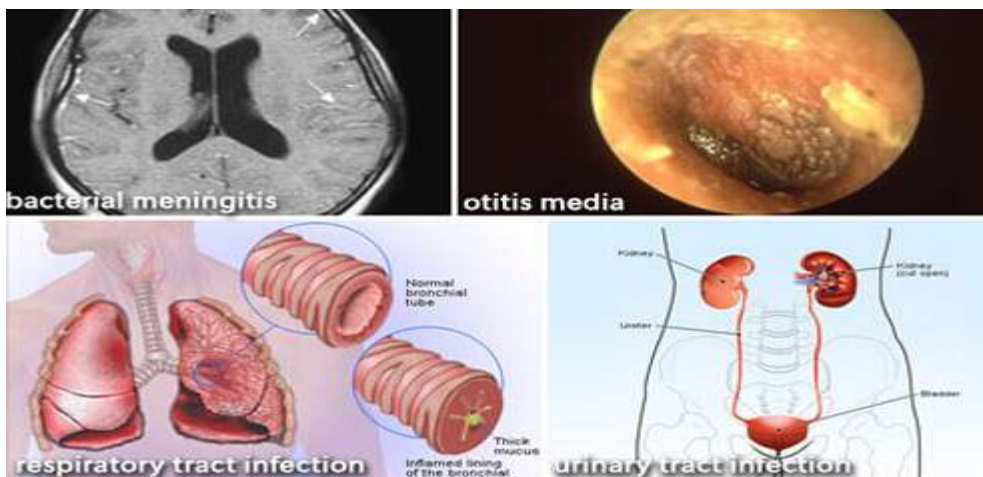 bacterial meningitis
otitis media
Normal
bronchial
tube
Thick
mucus
Inflamed lining
of the bronchial
respiratory tract infection
Kidney
Kidney
(cut open)
Ureter
Bladder
urinary tract infection